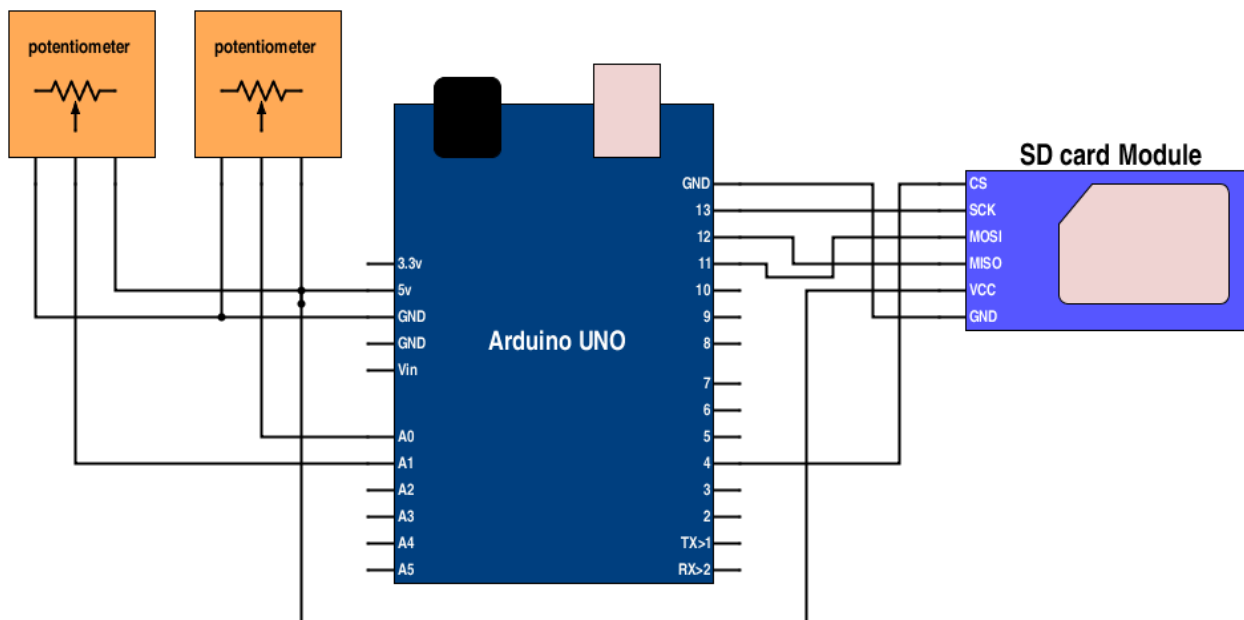 potentiometer
potentiometer
SD card Module
3.3v
5v
GND
GND
Vin
A0
A1
A2
A3
A4
A5
Arduino UNO
GND
13
12
11
10
9
8
7
6
5
4
3
2
TX>1
RX>2
CS
SCK
MOSI
MISO
VCC
GND